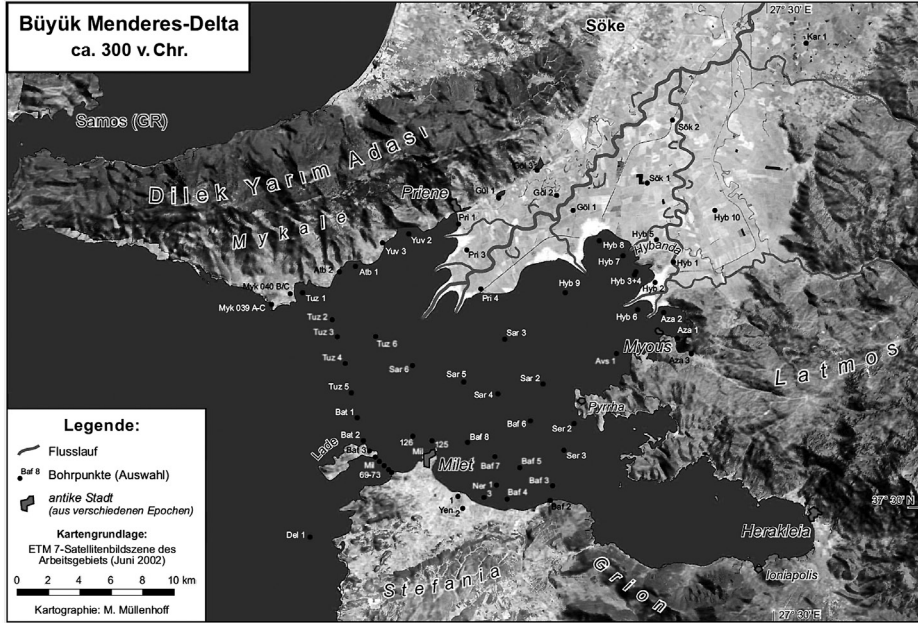 Büyük Menderes-Delta
ca. 300 v. Chr.
27° 30' E
Söke
Kar 1
Samos (GR)
Dilek Yarım Adası
Mykale
Priene
Söl 3
Sök 2
Sök 1
Gül 1
Göl 2
Göl 1
Hyb 10
Pri 1
Yuv 2
Yuv 3
Pri 3
Hyb 5
Hybanda
Hyb 8
Hyb 7
Hyb 1
Atb 2
Atb 1
Hyb 3+4
Hyb 2
Myk 040 B/C
Myk 039 A-C
Tuz 1
Pri 4
Hyb 9
Hyb 6
Aza 2
Tuz 2
Tuz 3
Tuz 6
Sar 3
Aza 1
Myous
Avs 1
Aza 3
Latmos
Tuz 4
Sar 6
Sar 5
Sar 2
Sar 4
Tuz 5
Pyrrha
Bat 1
Baf 6
Ser 2
Lade
Bat 2
Bat 3
126
Mil
125
Baf 8
Milet
Baf 7
Baf 5
Ser 3
Mil
69-73
Ner 1
3
Baf 4
Baf 3
Baf 2
1
Yen 2
37° 30' N
Herakleia
Ioniapolis
Del 1
Stefania
Grion
27° 30' E
Legende:
Flusslauf
Baf 8
Bohrpunkte (Auswahl)
antike Stadt
(aus verschiedenen Epochen)
Kartengrundlage:
ETM 7-Satellitenbildszene des
Arbeitsgebiets (Juni 2002)
0 2 4 6 8 10 km
Kartographie: M. Müllenhoff